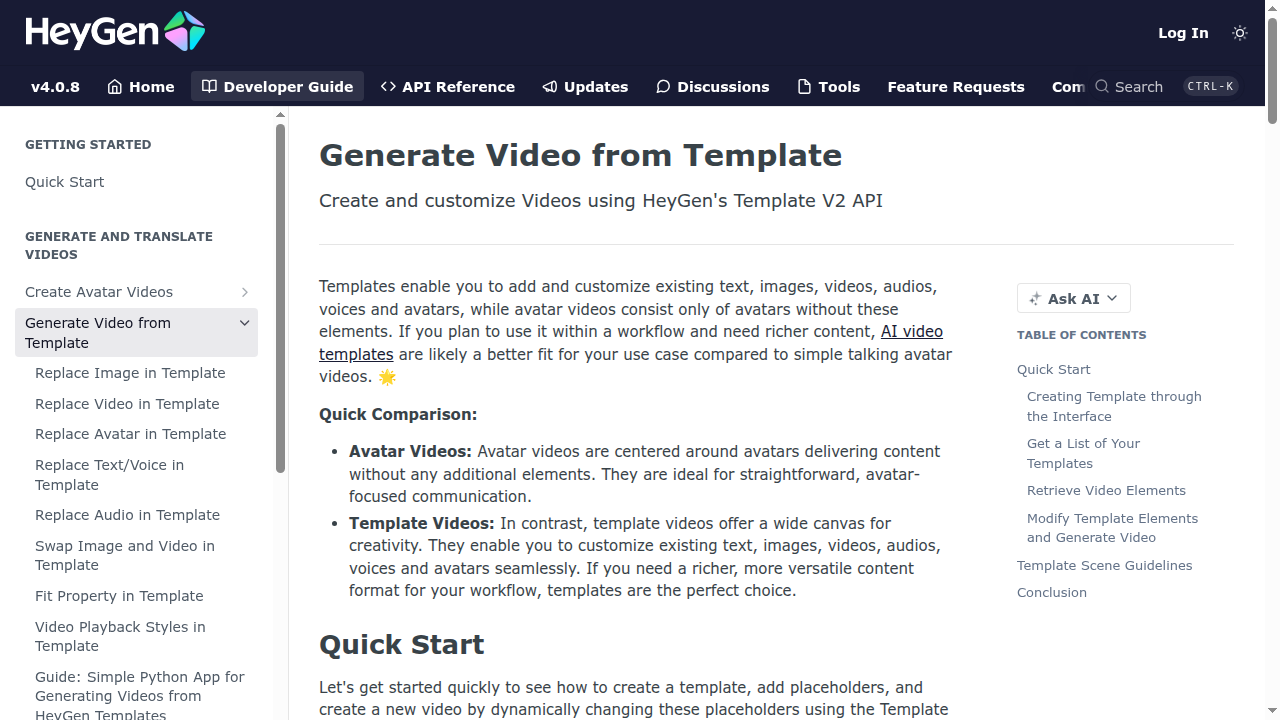 HeyGen
Log In
v4.0.8
Home
Developer Guide
API Reference
Updates
Discussions
Tools
Feature Requests
Com
Search
CTRL-K
GETTING STARTED
Quick Start
GENERATE AND TRANSLATE
VIDEOS
Create Avatar Videos
Generate Video from
Template
Replace Image in Template
Replace Video in Template
Replace Avatar in Template
Replace Text/Voice in
Template
Replace Audio in Template
Swap Image and Video in
Template
Fit Property in Template
Video Playback Styles in
Template
Guide: Simple Python App for
Generating Videos from
HeyGen Templates
Generate Video from Template
Create and customize Videos using HeyGen's Template V2 API
Templates enable you to add and customize existing text, images, videos, audios,
voices and avatars, while avatar videos consist only of avatars without these
elements. If you plan to use it within a workflow and need richer content, AI video
templates are likely a better fit for your use case compared to simple talking avatar
videos. 🌟
Quick Comparison:
• Avatar Videos: Avatar videos are centered around avatars delivering content
without any additional elements. They are ideal for straightforward, avatar-
focused communication.
• Template Videos: In contrast, template videos offer a wide canvas for
creativity. They enable you to customize existing text, images, videos, audios,
voices and avatars seamlessly. If you need a richer, more versatile content
format for your workflow, templates are the perfect choice.
Quick Start
Let's get started quickly to see how to create a template, add placeholders, and
create a new video by dynamically changing these placeholders using the Template
Ask AI
TABLE OF CONTENTS
Quick Start
Creating Template through
the Interface
Get a List of Your
Templates
Retrieve Video Elements
Modify Template Elements
and Generate Video
Template Scene Guidelines
Conclusion